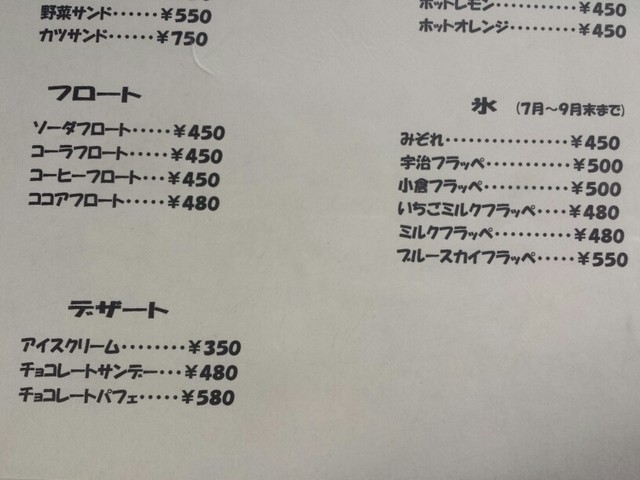 野菜サンド······¥550
カツサンド·····¥750
フロート
ソーダフロート·····¥450
コーラフロート·····¥450
コーヒーフロート···¥450
ココアフロート·····¥480
デザート
アイスクリーム········¥350
チョコレートサンデー···¥480
チョコレートパフェ·····¥580
ホットレモン·········¥450
ホットオレンジ·······¥450
氷 (7月～9月末まで)
みぞれ··············¥450
宇治フラッペ·········¥500
小倉フラッペ·········¥500
いちごミルクフラッペ····¥480
ミルクフラッペ········¥480
ブルースカイフラッペ·····¥550